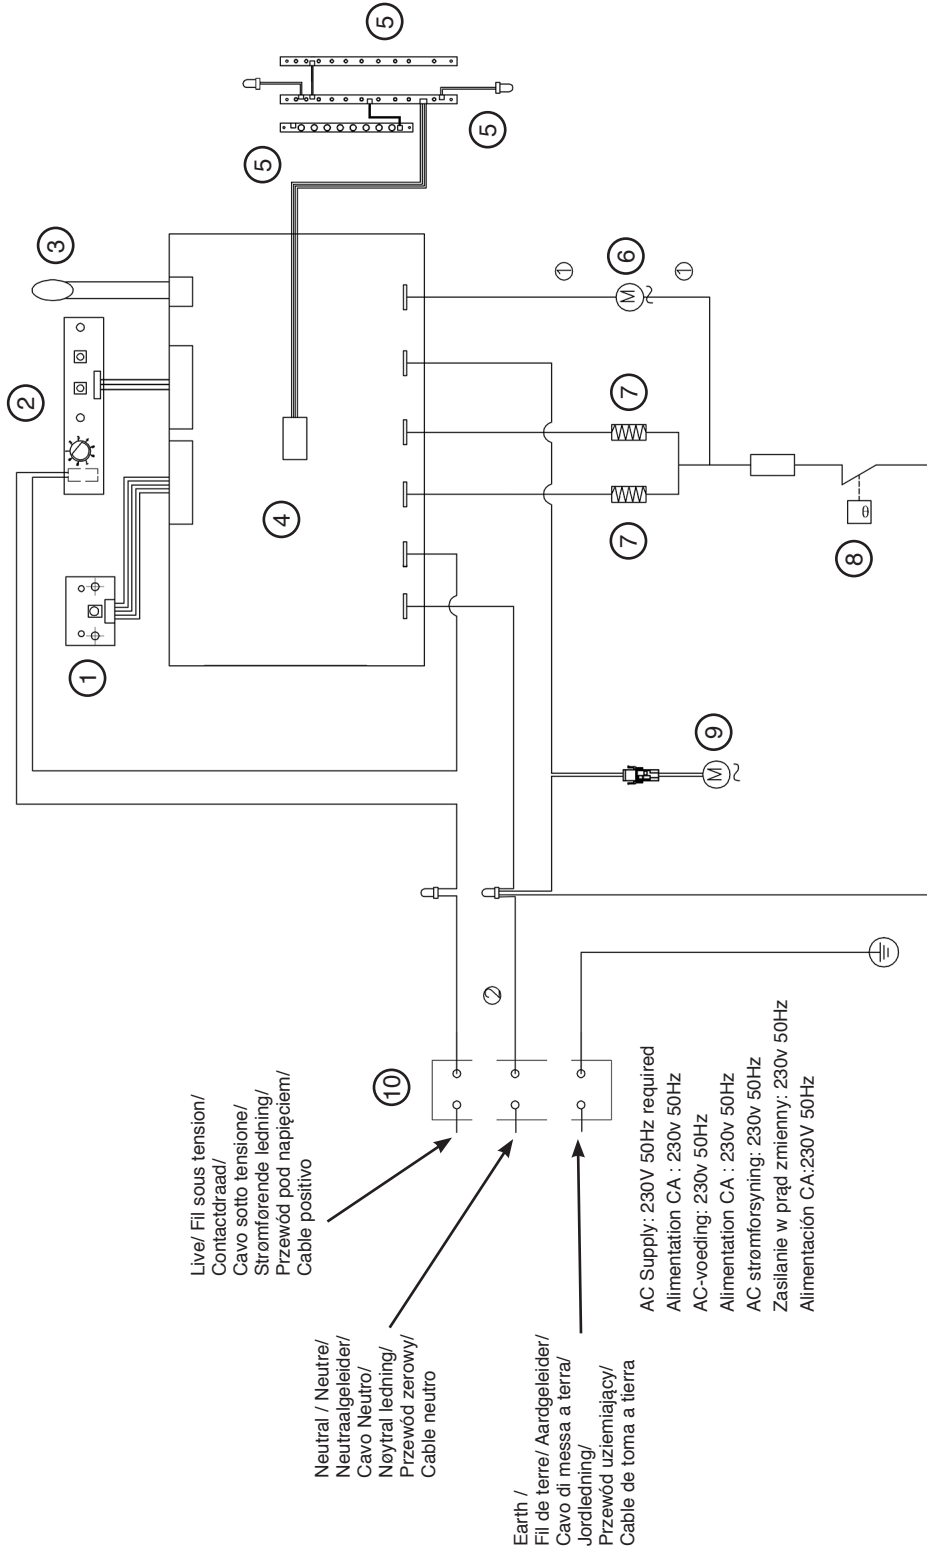 2
3
1
Live/ Fil sous tension/
Contactdraad/
Cavo sotto tensione/
Strømførende ledning/
Przewód pod napięciem/
Cable positivo
4
5
5
5
Neutral / Neutre/
Neutraalgeleider/
Cavo Neutro/
Nøytral ledning/
Przewód zerowy/
Cable neutro
10
2
Earth /
Fil de terre/ Aardgeleider/
Cavo di messa a terra/
Jordledning/
Przewód uziemiający/
Cable de toma a tierra
1
6
M
1
7
7
AC Supply: 230V 50Hz required
Alimentation CA : 230v 50Hz
AC-voeding: 230v 50Hz
Alimentation CA : 230v 50Hz
AC strømforsyning: 230v 50Hz
Zasilanie w prąd zmienny: 230v 50Hz
Alimentación CA:230V 50Hz
9
M
8
θ